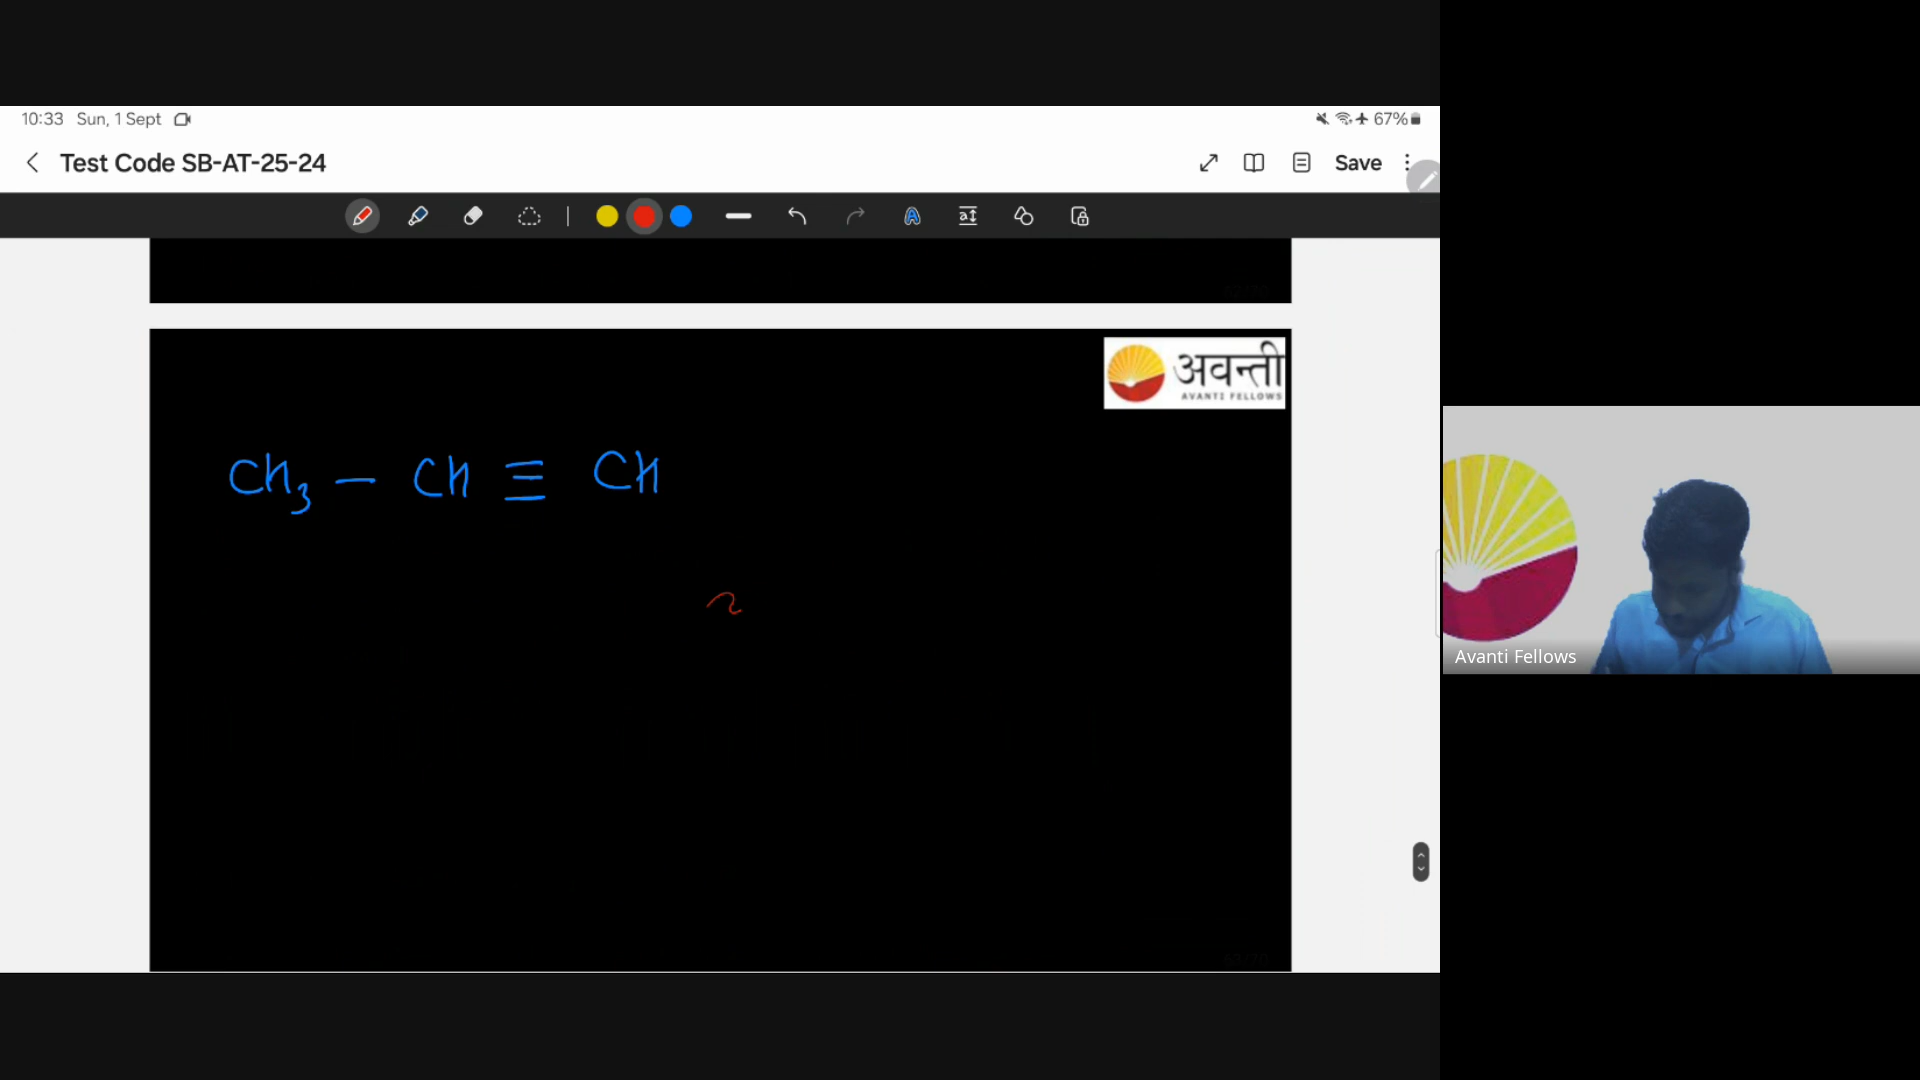 10:33 Sun, 1 Sept
67%
Test Code SB-AT-25-24
Save
अवन्ती
AVANTI FELLOWS
CH₃ — CH ≡ CH
Avanti Fellows